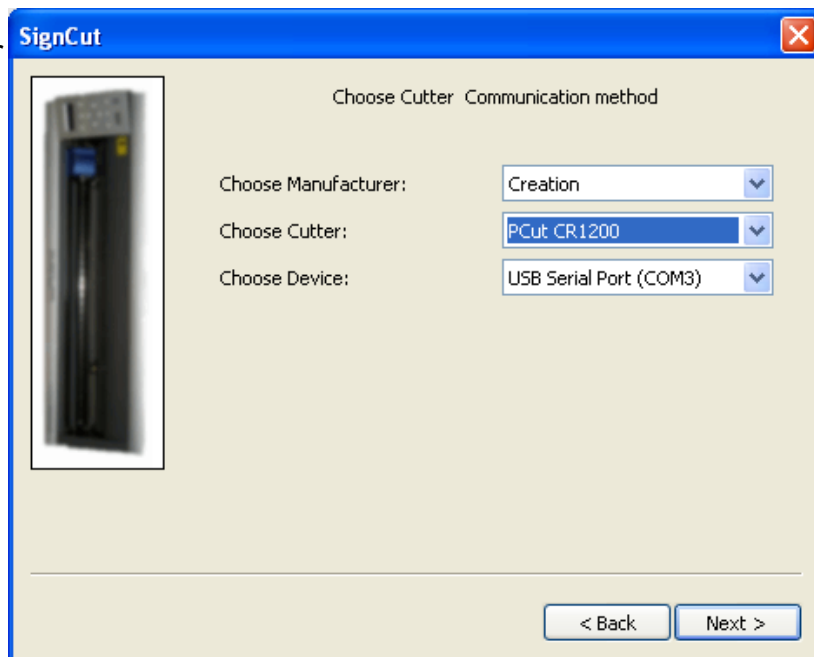 SignCut
Choose Cutter Communication method
Choose Manufacturer: Creation
Choose Cutter: PCut CR1200
Choose Device: USB Serial Port (COM3)
< Back Next >